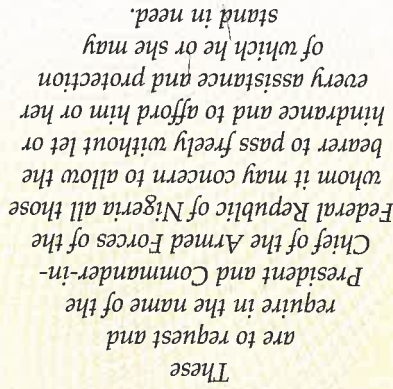 These
are to request and
require in the name of the
President and Commander-in-
Chief of the Armed Forces of the
Federal Republic of Nigeria all those
whom it may concern to allow the
bearer to pass freely without let or
hindrance and to afford him or her
every assistance and protection
of which he or she may
stand in need.